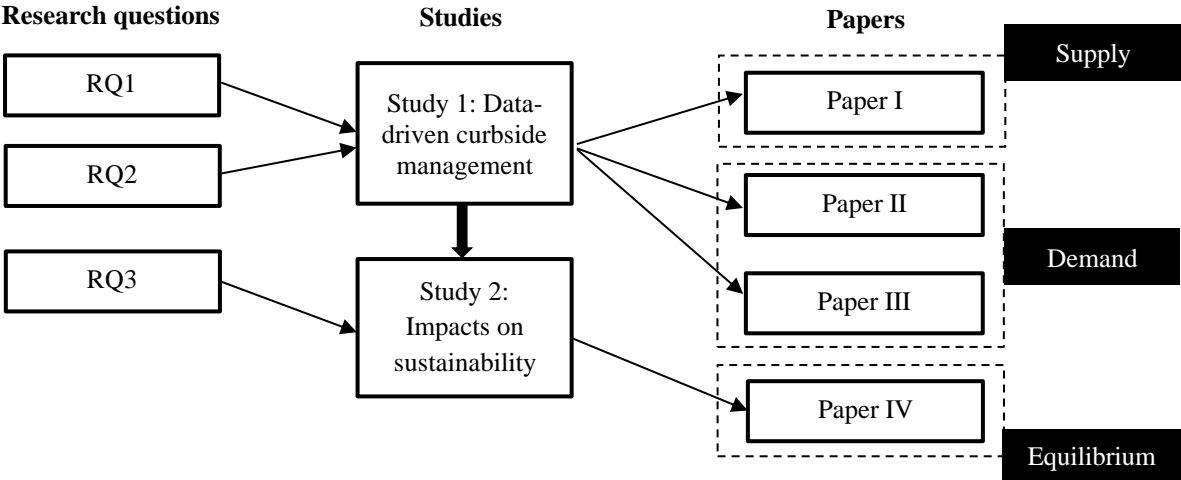 Research questions
Studies
Papers
RQ1
RQ2
RQ3
Study 1: Data-
driven curbside
management
Study 2:
Impacts on
sustainability
Paper I
Paper II
Paper III
Paper IV
Supply
Demand
Equilibrium